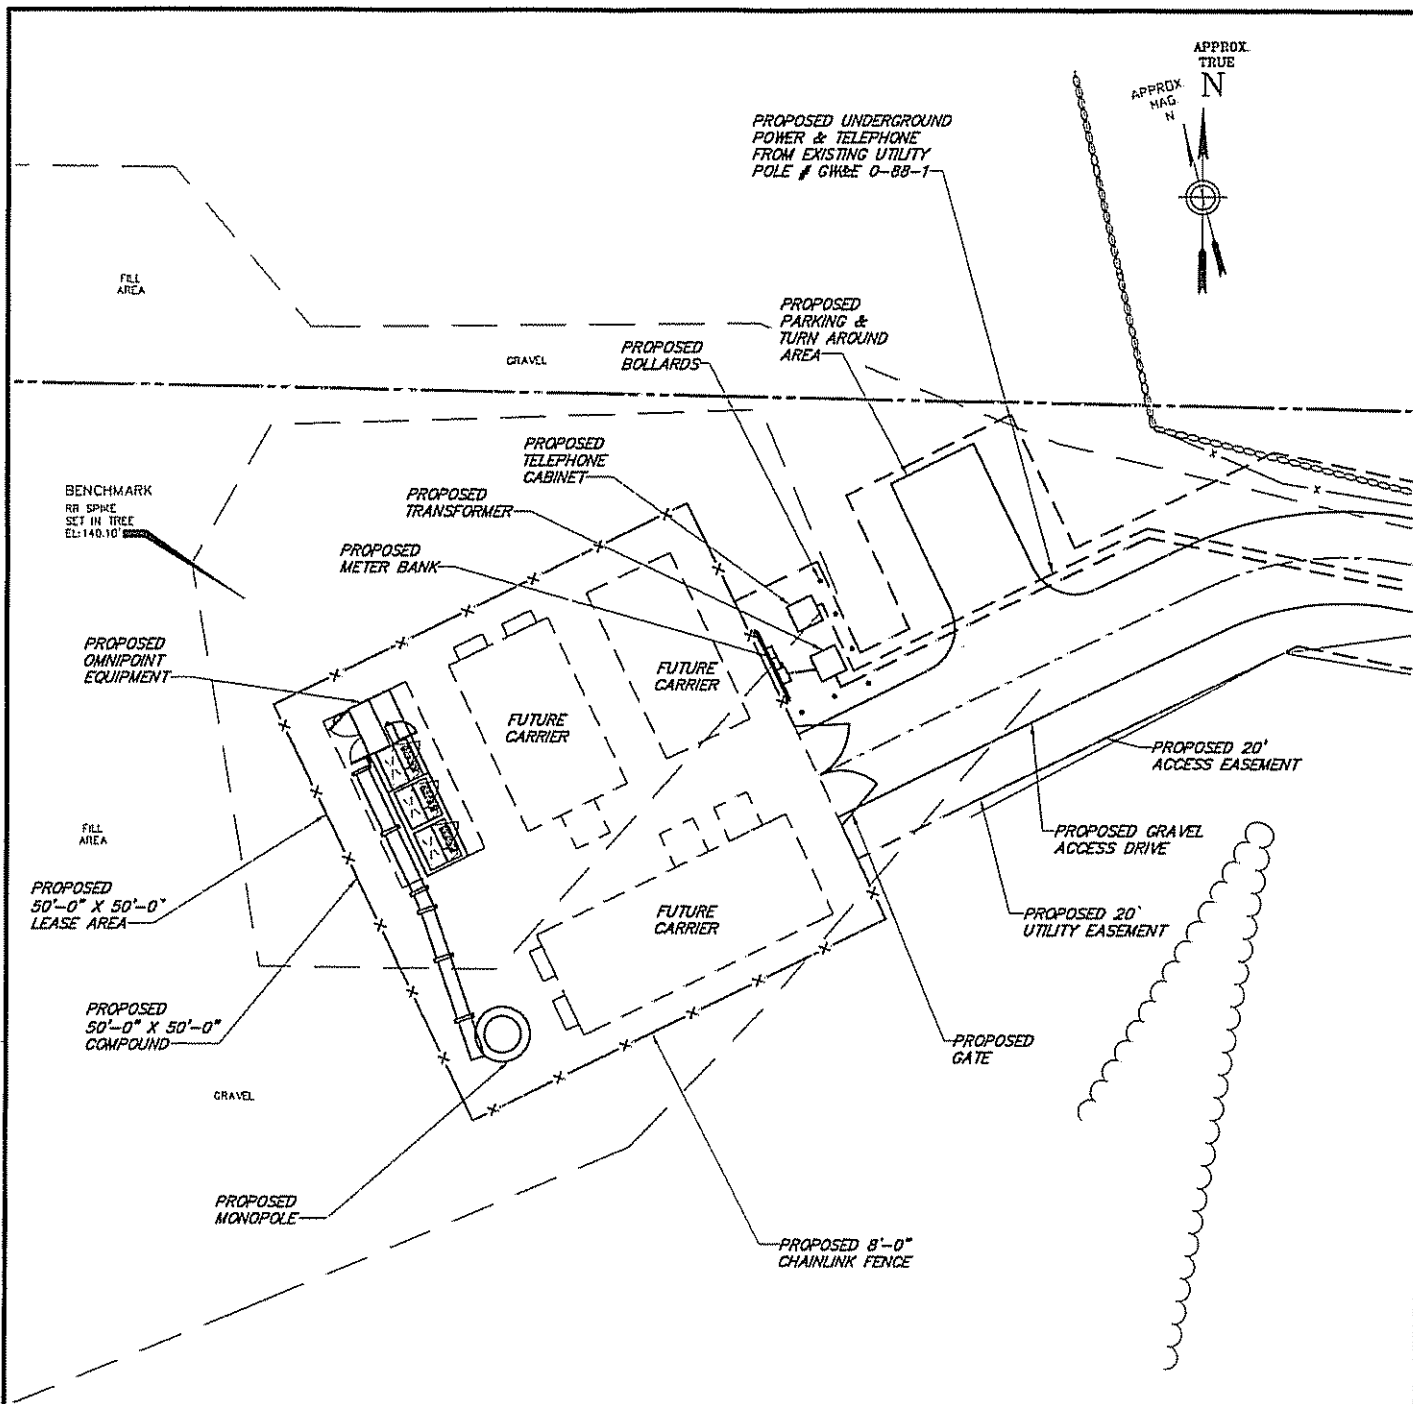 APPROX.
TRUE
N
APPROX.
MAG.
N
PROPOSED UNDERGROUND
POWER & TELEPHONE
FROM EXISTING UTILITY
POLE # GW&E 0-88-1
FILL
AREA
PROPOSED
PARKING &
TURN AROUND
AREA
PROPOSED
BOLLARDS
GRAVEL
PROPOSED
TELEPHONE
CABINET
BENCHMARK
RR SPIKE
SET IN TREE
EL:140.10'
PROPOSED
TRANSFORMER
PROPOSED
METER BANK
PROPOSED
OMNIPOINT
EQUIPMENT
FUTURE
CARRIER
FUTURE
CARRIER
PROPOSED 20'
ACCESS EASEMENT
FILL
AREA
PROPOSED GRAVEL
ACCESS DRIVE
PROPOSED
50'-0" X 50'-0"
LEASE AREA
FUTURE
CARRIER
PROPOSED 20'
UTILITY EASEMENT
PROPOSED
50'-0" X 50'-0"
COMPOUND
PROPOSED
GATE
GRAVEL
PROPOSED
MONOPOLE
PROPOSED 8'-0"
CHAINLINK FENCE